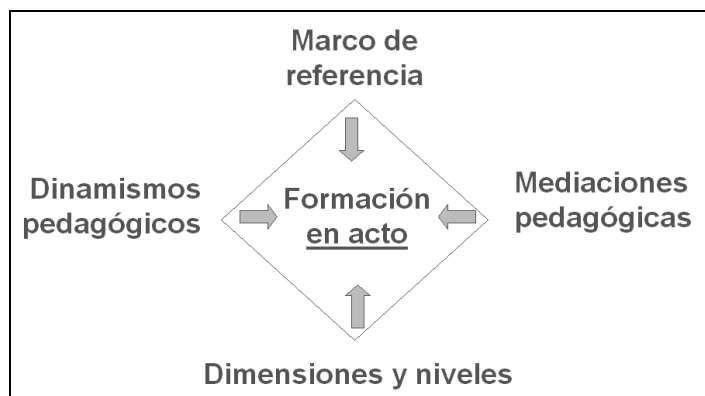 Marco de
referencia
Dinamismos
pedagógicos
Formación
en acto
Mediaciones
pedagógicas
Dimensiones y niveles